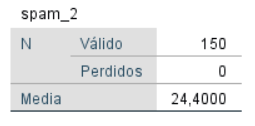 spam_2
N Válido 150
Perdidos 0
Media 24,4000